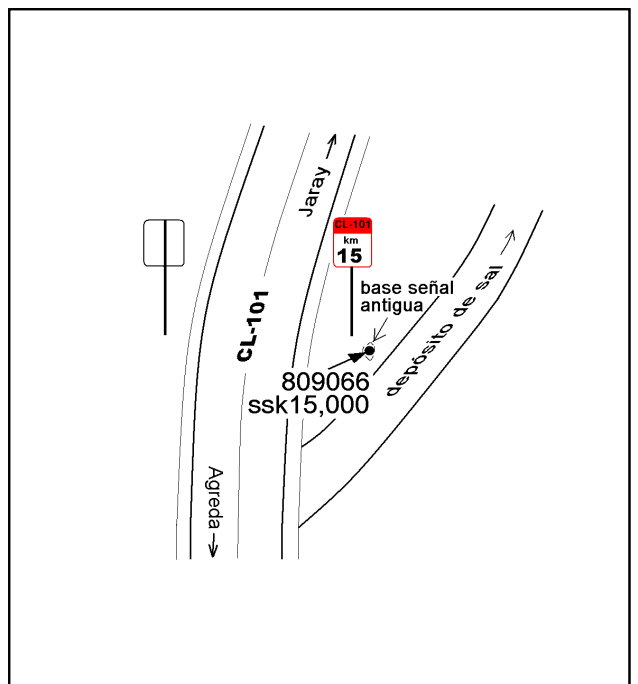 Jaray
CL-101
km
15
base señal
antigua
CL-101
depósito de sal
809066
ssk15,000
Agreda